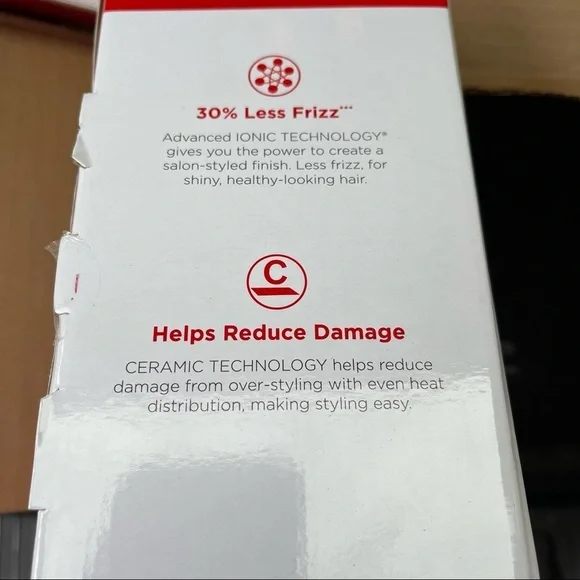 30% Less Frizz***
Advanced IONIC TECHNOLOGY®
gives you the power to create a
salon-styled finish. Less frizz, for
shiny, healthy-looking hair.
C
Helps Reduce Damage
CERAMIC TECHNOLOGY helps reduce
damage from over-styling with even heat
distribution, making styling easy.